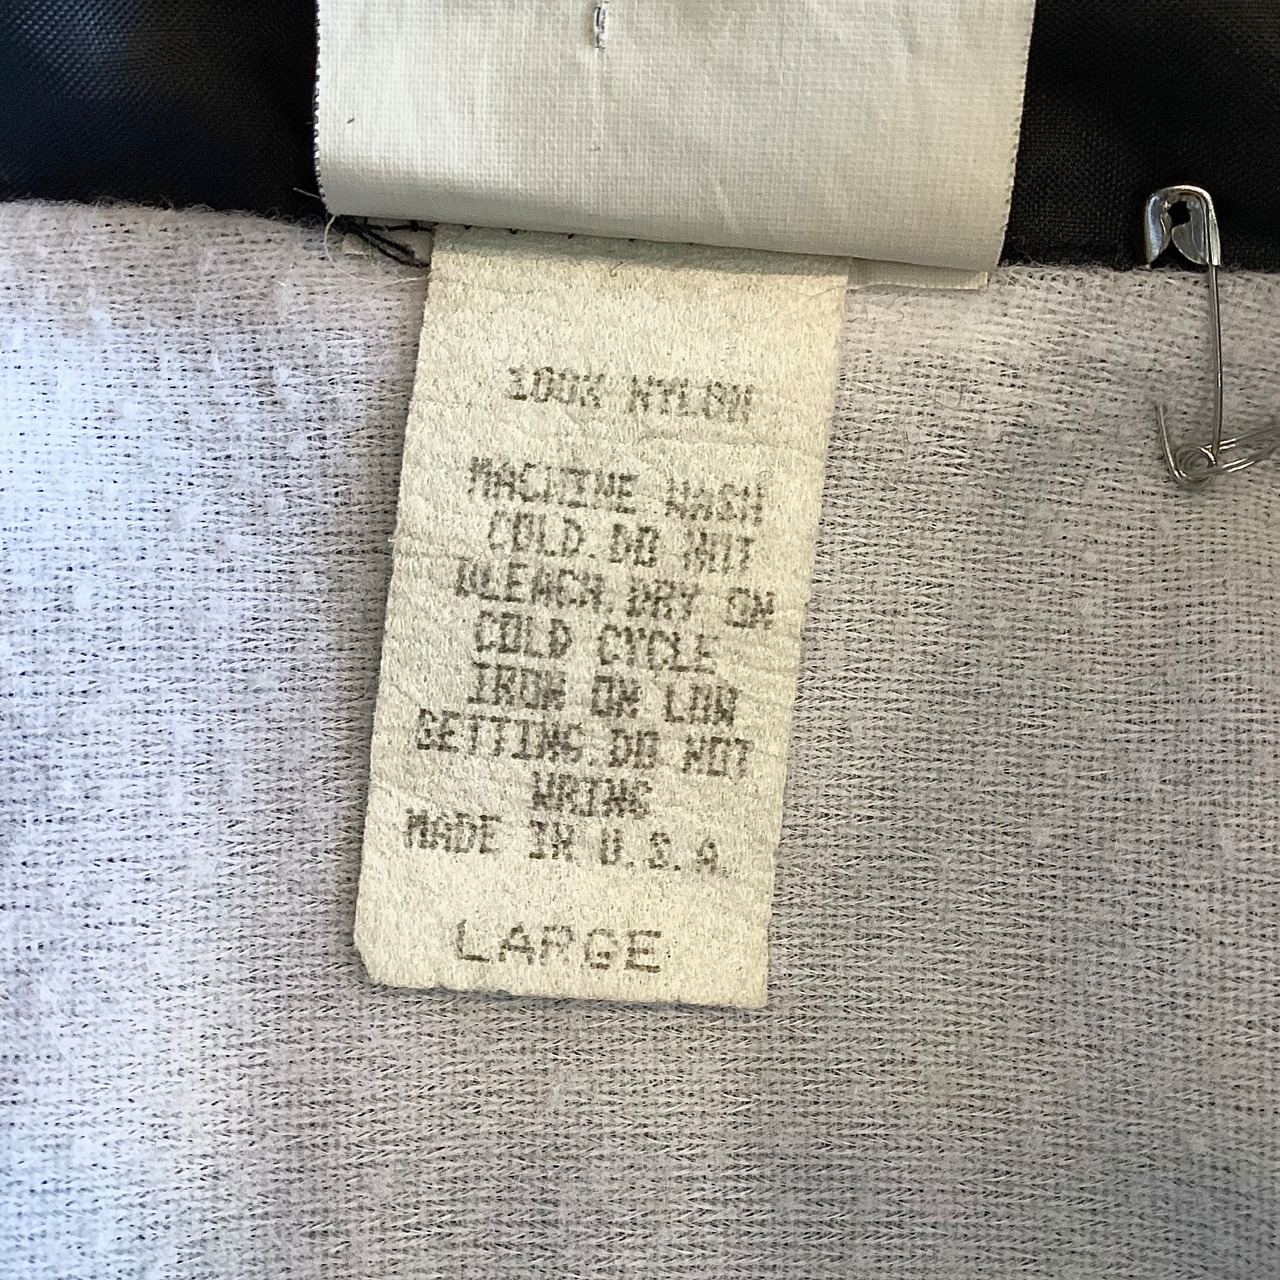 100% NYLON
MACHINE WASH
COLD.DO NOT
BLEACH.DRY ON
COLD CYCLE
IRON ON LOW
SETTING.DO NOT
WRING
MADE IN U.S.A.
LARGE